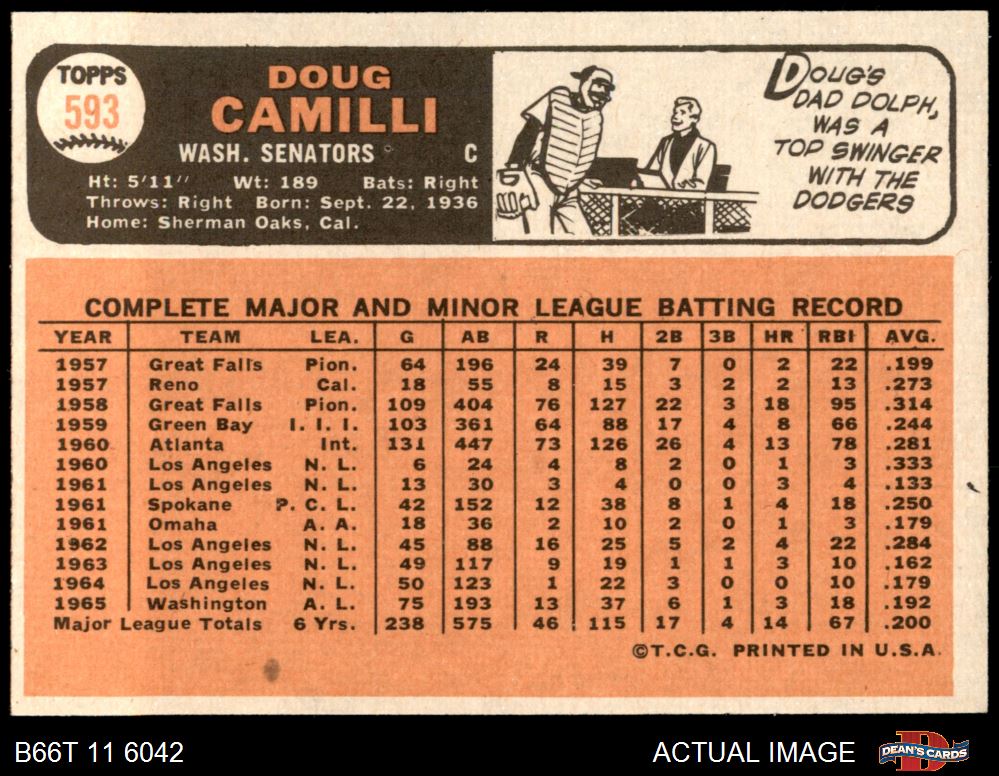 TOPPS
593
DOUG
CAMILLI
WASH. SENATORS C
Ht: 5'11" Wt: 189 Bats: Right
Throws: Right Born: Sept. 22, 1936
Home: Sherman Oaks, Cal.
DOUG'S
DAD DOLPH,
WAS A
TOP SWINGER
WITH THE
DODGERS
COMPLETE MAJOR AND MINOR LEAGUE BATTING RECORD
YEAR TEAM LEA. G AB R H 2B 3B HR RBI AVG.
1957 Great Falls Pion. 64 196 24 39 7 0 2 22 .199
1957 Reno Cal. 18 55 8 15 3 2 2 13 .273
1958 Great Falls Pion. 109 404 76 127 22 3 18 95 .314
1959 Green Bay I. I. I. 103 361 64 88 17 4 8 66 .244
1960 Atlanta Int. 131 447 73 126 26 4 13 78 .281
1960 Los Angeles N. L. 6 24 4 8 2 0 1 3 .333
1961 Los Angeles N. L. 13 30 3 4 0 0 3 4 .133
1961 Spokane P. C. L. 42 152 12 38 8 1 4 18 .250
1961 Omaha A. A. 18 36 2 10 2 0 1 3 .179
1962 Los Angeles N. L. 45 88 16 25 5 2 4 22 .284
1963 Los Angeles N. L. 49 117 9 19 1 1 3 10 .162
1964 Los Angeles N. L. 50 123 1 22 3 0 0 10 .179
1965 Washington A. L. 75 193 13 37 6 1 3 18 .192
Major League Totals 6 Yrs. 238 575 46 115 17 4 14 67 .200
©T.C.G. PRINTED IN U.S.A.
B66T 11 6042
ACTUAL IMAGE
D
DEAN'S CARDS